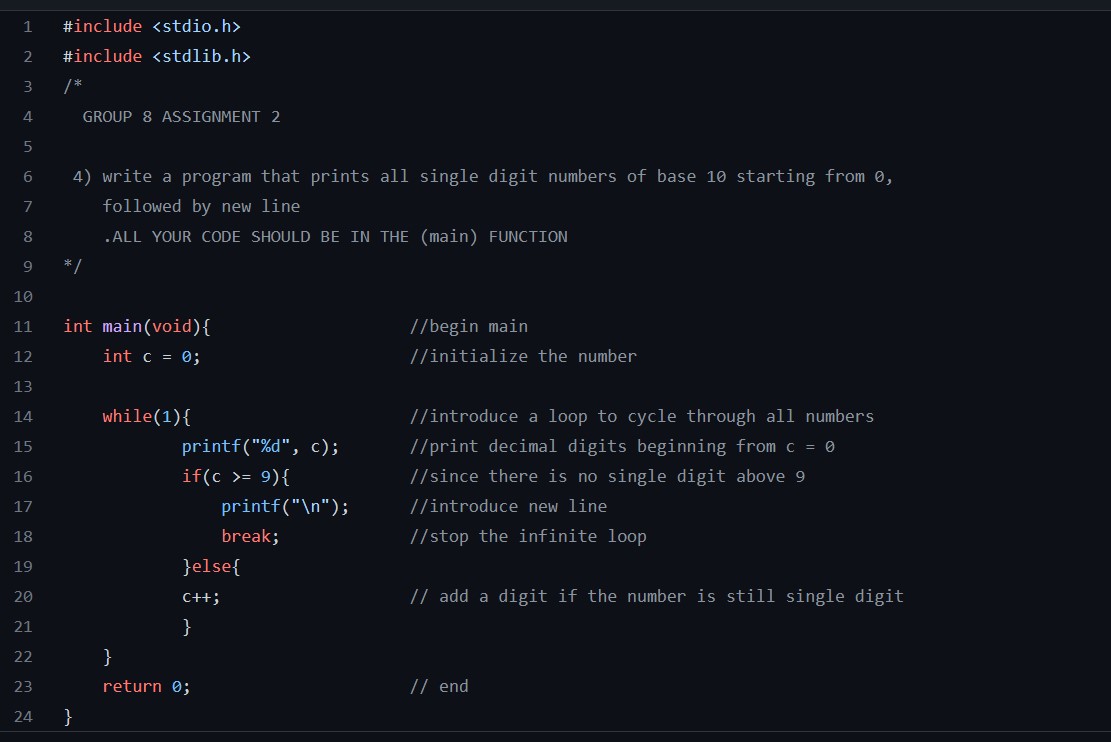 1 #include <stdio.h>
2 #include <stdlib.h>
3 /*
4   GROUP 8 ASSIGNMENT 2
5
6  4) write a program that prints all single digit numbers of base 10 starting from 0,
7     followed by new line
8     .ALL YOUR CODE SHOULD BE IN THE (main) FUNCTION
9 */
10
11 int main(void){                    //begin main
12     int c = 0;                     //initialize the number
13
14     while(1){                      //introduce a loop to cycle through all numbers
15             printf("%d", c);       //print decimal digits beginning from c = 0
16             if(c >= 9){            //since there is no single digit above 9
17                 printf("\n");      //introduce new line
18                 break;             //stop the infinite loop
19             }else{
20             c++;                   // add a digit if the number is still single digit
21             }
22     }
23     return 0;                      // end
24 }